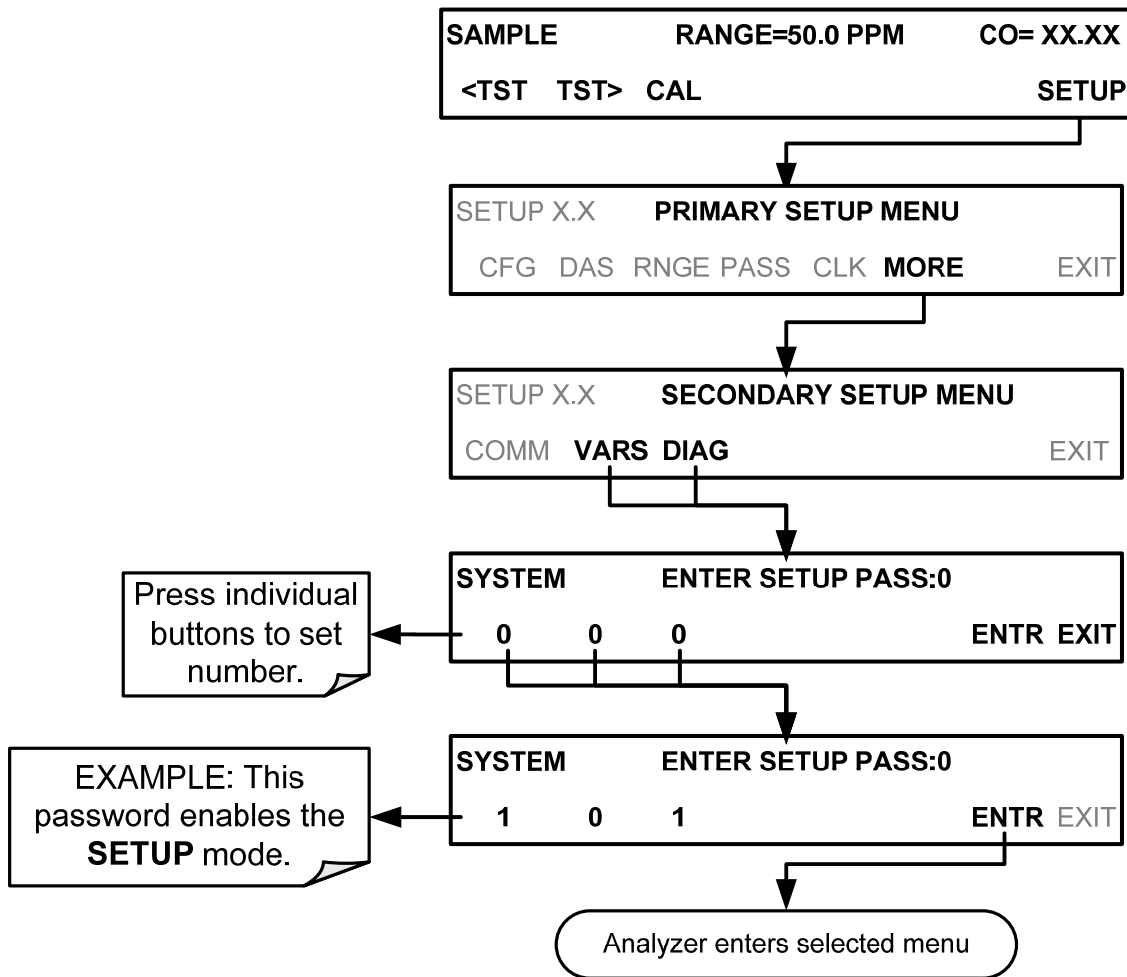 SAMPLE RANGE=50.0 PPM CO= XX.XX
<TST TST> CAL SETUP
SETUP X.X PRIMARY SETUP MENU
CFG DAS RNGE PASS CLK MORE EXIT
SETUP X.X SECONDARY SETUP MENU
COMM VARS DIAG EXIT
SYSTEM ENTER SETUP PASS:0
0 0 0 ENTR EXIT
Press individual
buttons to set
number.
SYSTEM ENTER SETUP PASS:0
1 0 1 ENTR EXIT
EXAMPLE: This
password enables the
SETUP mode.
Analyzer enters selected menu